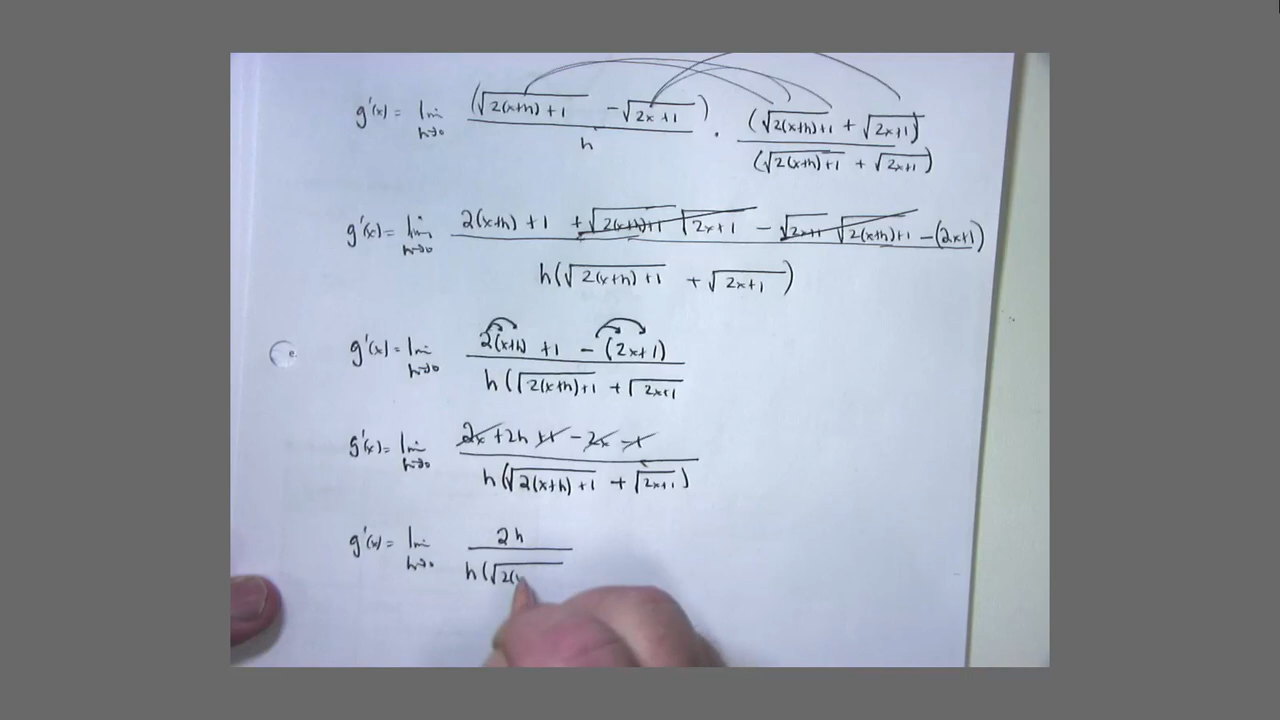 g'(x) = lim h→0 (√2(x+h)+1 - √2x+1) / h · (√2(x+h)+1 + √2x+1) / (√2(x+h)+1 + √2x+1)
g'(x) = lim h→0 2(x+h)+1 + √2(x+h)+1 √2x+1 - √2x+1 √2(x+h)+1 - (2x+1) / h(√2(x+h)+1 + √2x+1)
g'(x) = lim h→0 2(x+h)+1 - (2x+1) / h(√2(x+h)+1 + √2x+1
g'(x) = lim h→0 2x + 2h + 1 - 2x - 1 / h(√2(x+h)+1 + √2x+1)
g'(x) = lim h→0 2h / h(√2(x